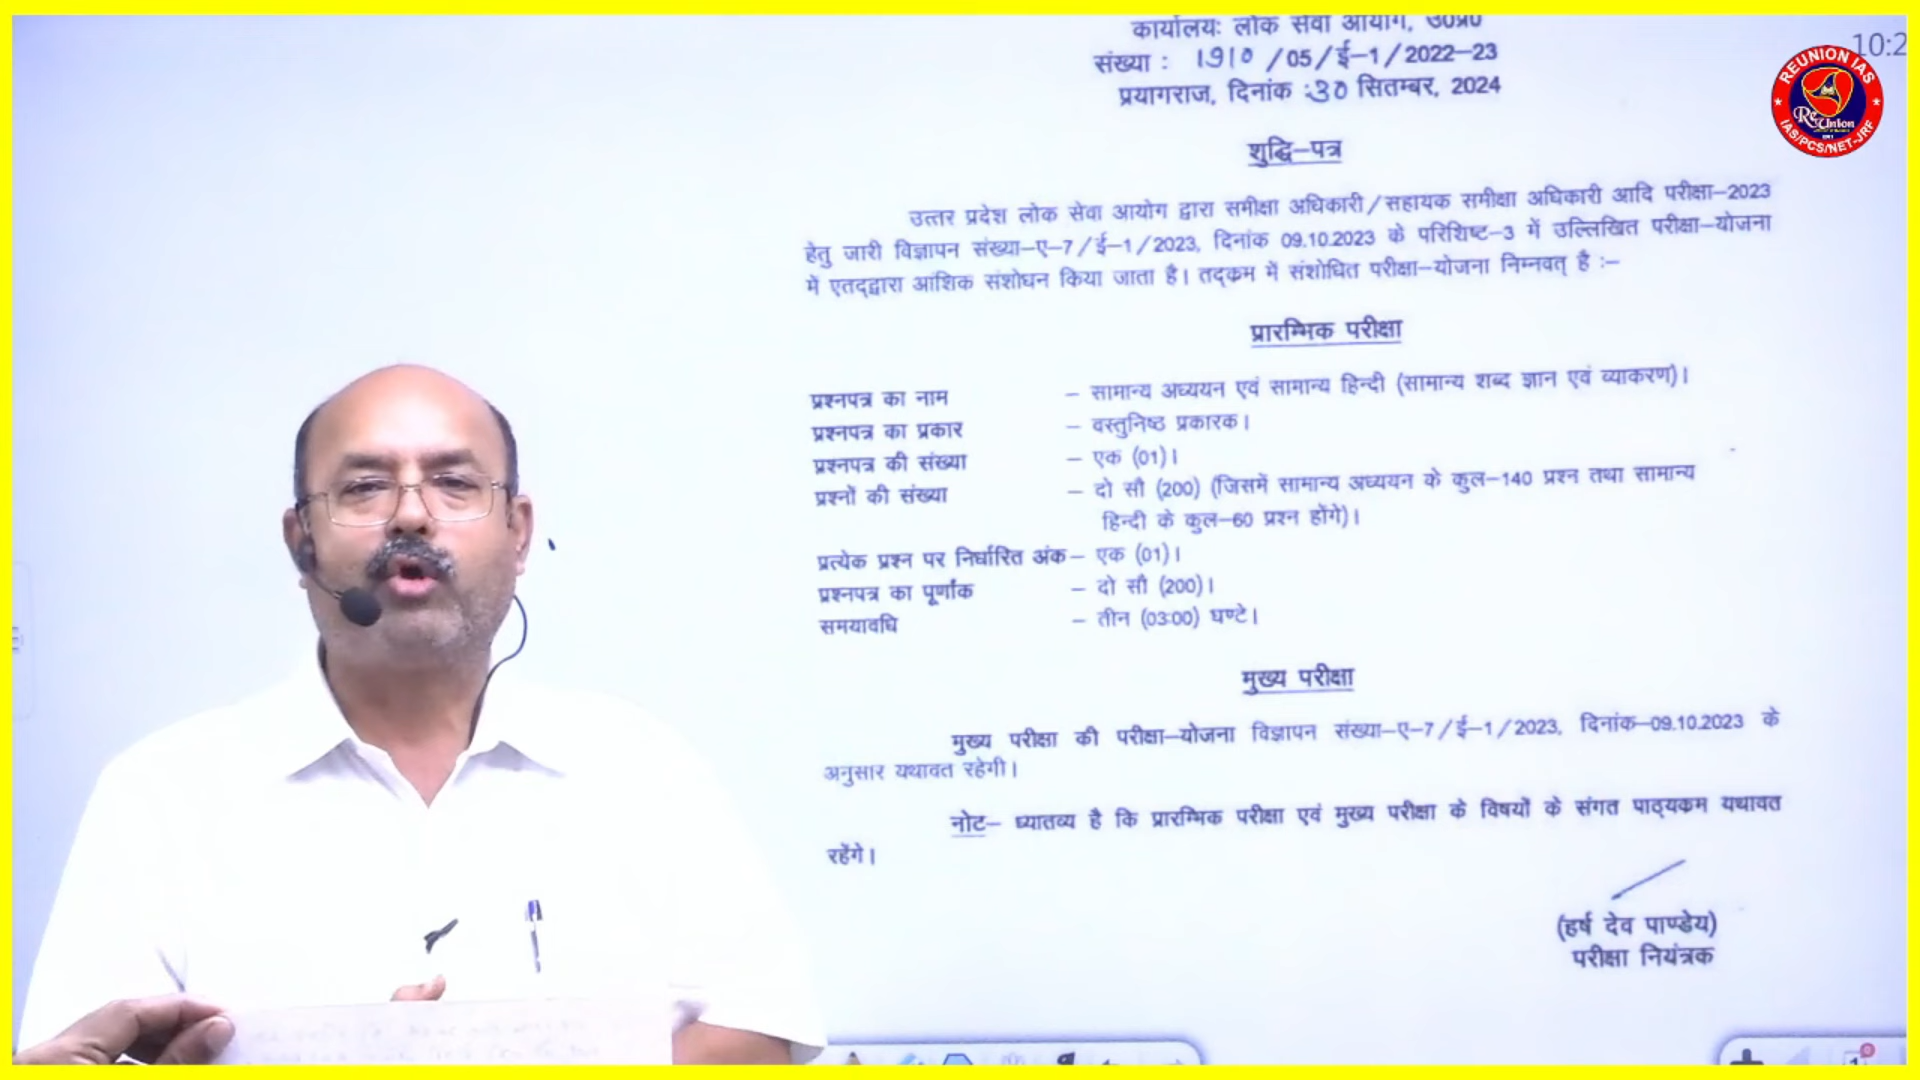 कार्यालयः लोक सेवा आयोग, उ०प्र०
संख्या : 1910 /05/ई–1/2022–23
प्रयागराज, दिनांक :30 सितम्बर, 2024
10:2
REUNION IAS
ReUnion
IAS/PCS/NET-JRF
शुद्धि–पत्र
उत्तर प्रदेश लोक सेवा आयोग द्वारा समीक्षा अधिकारी/सहायक समीक्षा अधिकारी आदि परीक्षा–2023
हेतु जारी विज्ञापन संख्या–ए–7/ई–1/2023, दिनांक 09.10.2023 के परिशिष्ट–3 में उल्लिखित परीक्षा–योजना
में एतद्द्वारा आंशिक संशोधन किया जाता है। तद्क्रम में संशोधित परीक्षा–योजना निम्नवत् है :–
प्रारम्भिक परीक्षा
प्रश्नपत्र का नाम – सामान्य अध्ययन एवं सामान्य हिन्दी (सामान्य शब्द ज्ञान एवं व्याकरण)।
प्रश्नपत्र का प्रकार – वस्तुनिष्ठ प्रकारक।
प्रश्नपत्र की संख्या – एक (01)।
प्रश्नों की संख्या – दो सौ (200) (जिसमें सामान्य अध्ययन के कुल–140 प्रश्न तथा सामान्य
हिन्दी के कुल–60 प्रश्न होंगे)।
प्रत्येक प्रश्न पर निर्धारित अंक– एक (01)।
प्रश्नपत्र का पूर्णांक – दो सौ (200)।
समयावधि – तीन (03:00) घण्टे।
मुख्य परीक्षा
मुख्य परीक्षा की परीक्षा–योजना विज्ञापन संख्या–ए–7/ई–1/2023, दिनांक–09.10.2023 के
अनुसार यथावत रहेगी।
नोट– ध्यातव्य है कि प्रारम्भिक परीक्षा एवं मुख्य परीक्षा के विषयों के संगत पाठ्यक्रम यथावत
रहेंगे।
(हर्ष देव पाण्डेय)
परीक्षा नियंत्रक